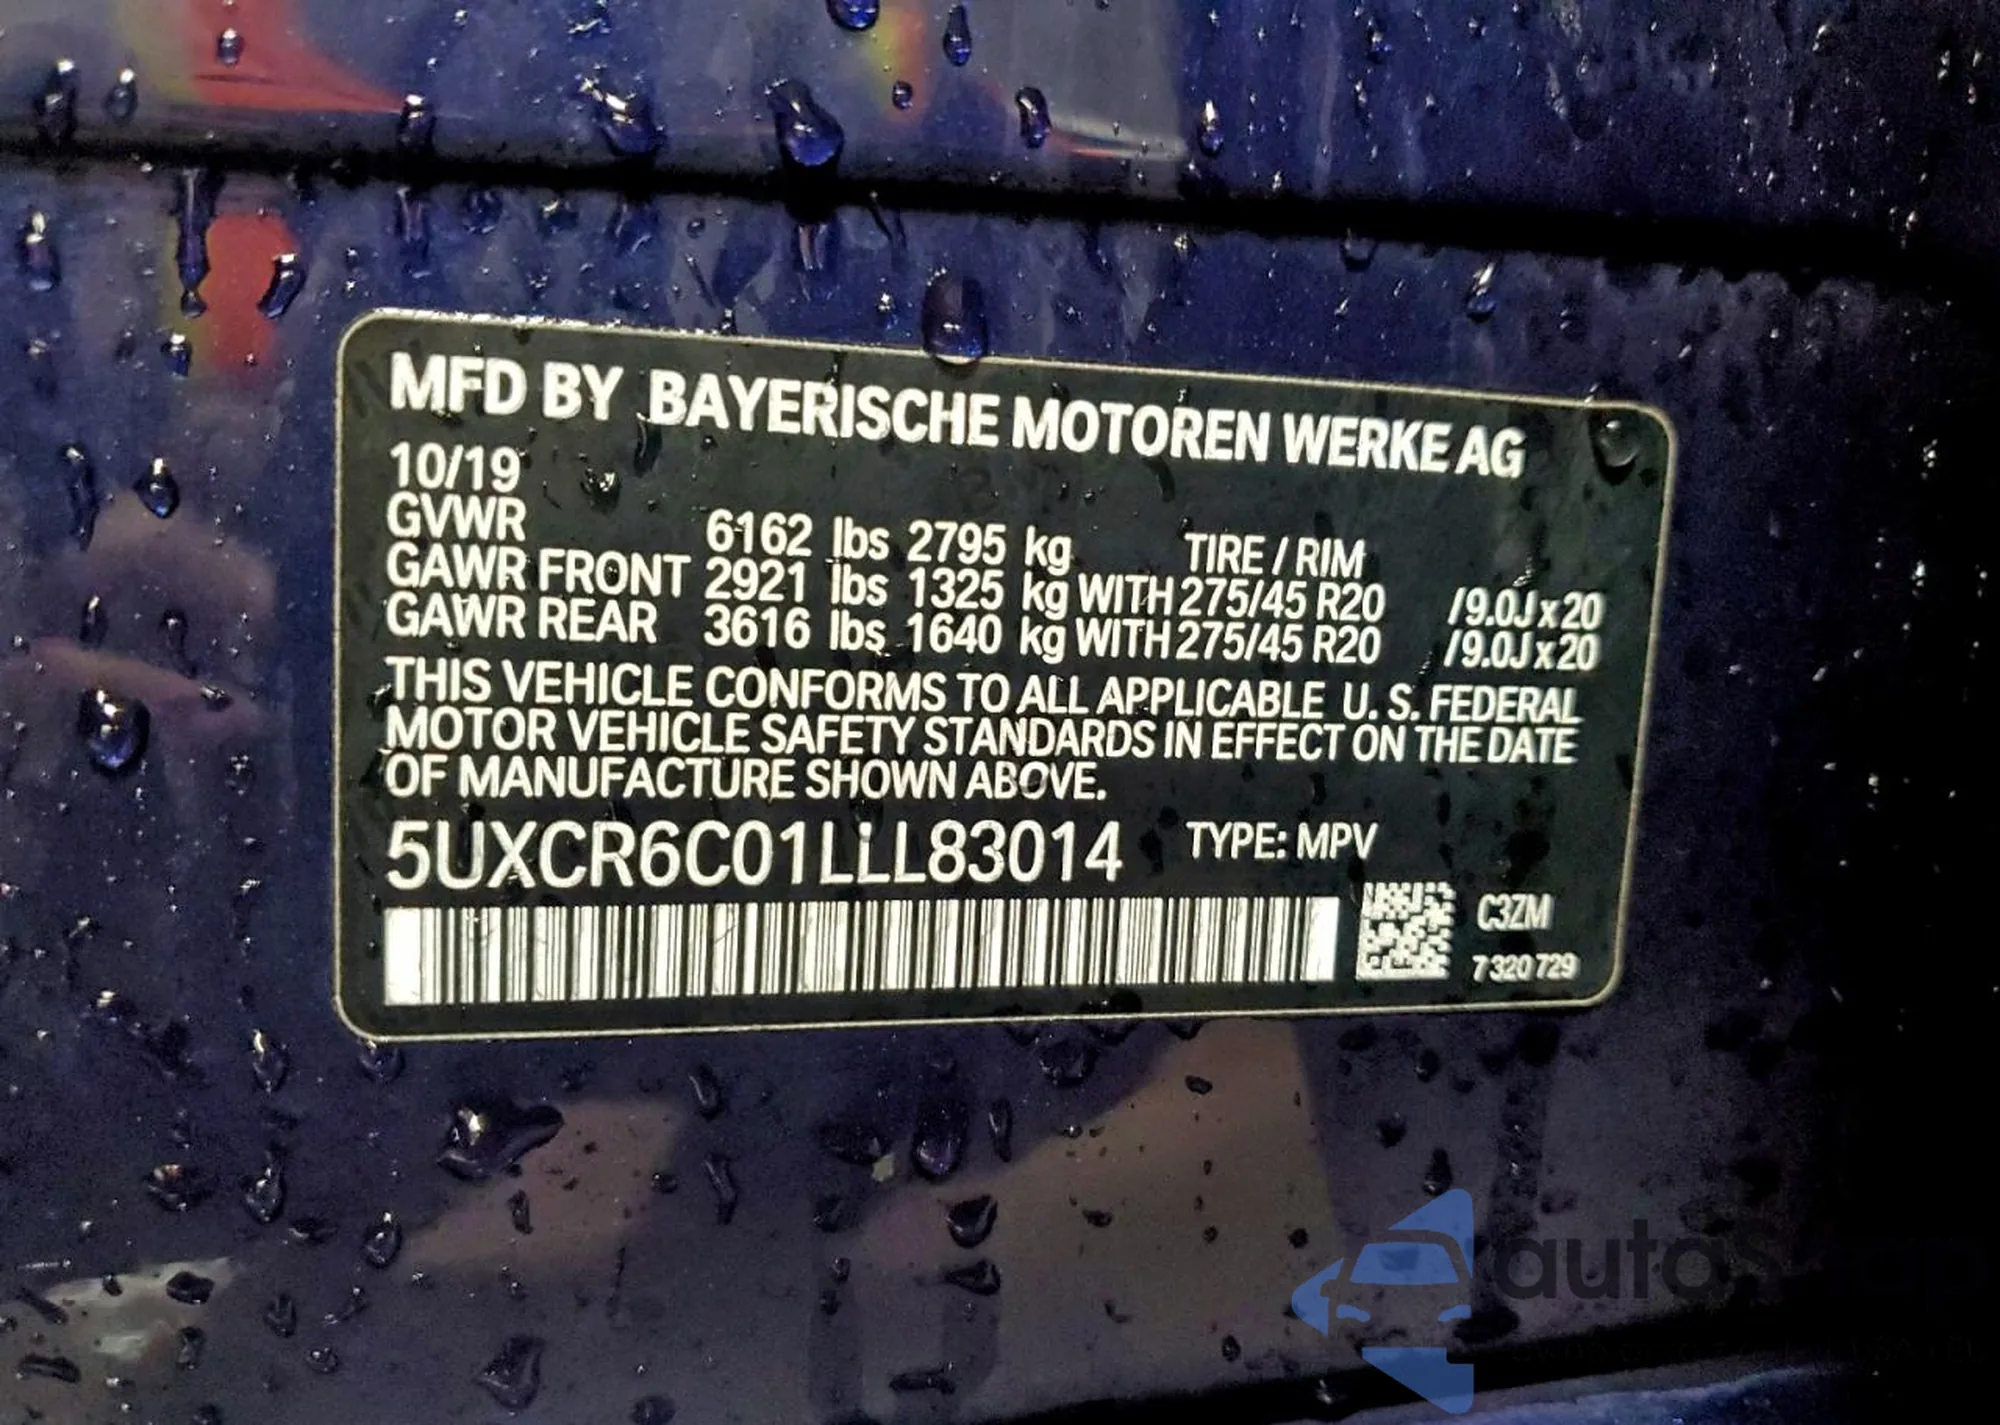 MFD BY BAYERISCHE MOTOREN WERKE AG
10/19
GVWR 6162 lbs 2795 kg TIRE / RIM
GAWR FRONT 2921 lbs 1325 kg WITH 275/45 R20 /9.0J x 20
GAWR REAR 3616 lbs 1640 kg WITH 275/45 R20 /9.0J x 20
THIS VEHICLE CONFORMS TO ALL APPLICABLE U. S. FEDERAL
MOTOR VEHICLE SAFETY STANDARDS IN EFFECT ON THE DATE
OF MANUFACTURE SHOWN ABOVE.
5UXCR6C01LLL83014 TYPE: MPV
C3ZM
7 320 729